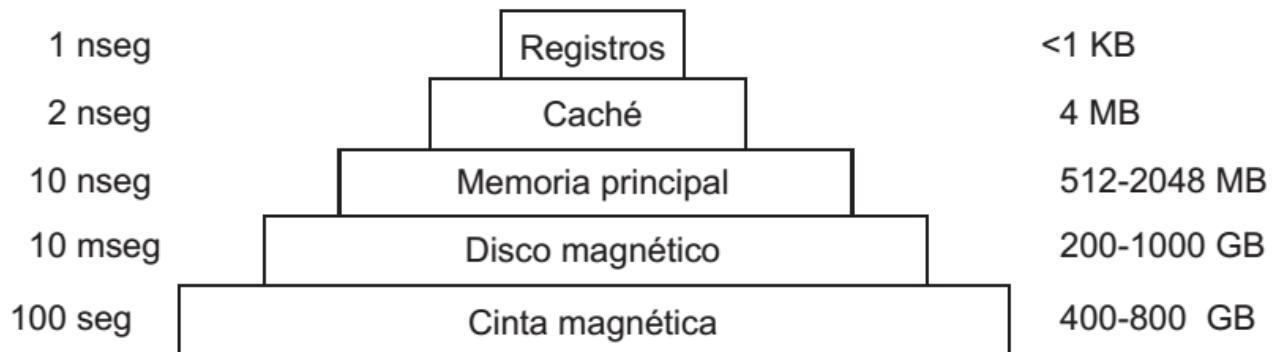 1 nseg Registros <1 KB
2 nseg Caché 4 MB
10 nseg Memoria principal 512-2048 MB
10 mseg Disco magnético 200-1000 GB
100 seg Cinta magnética 400-800 GB